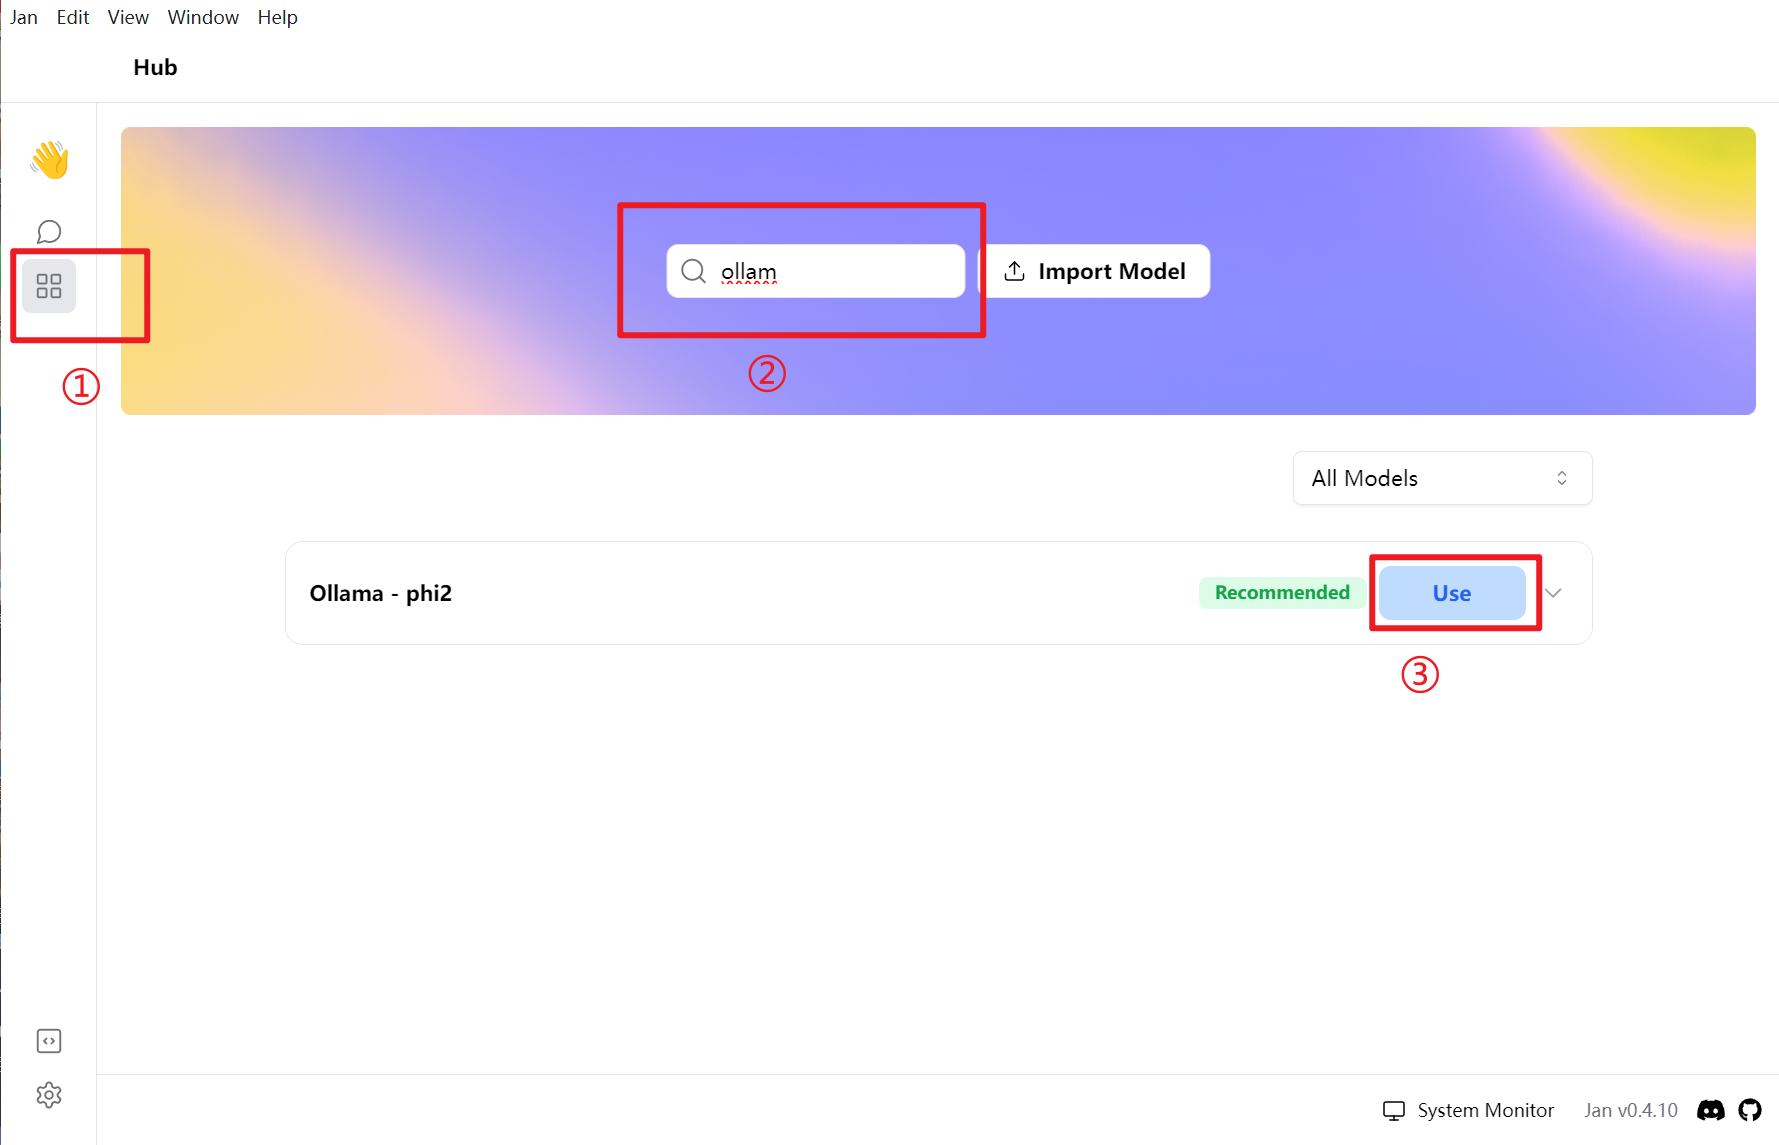 Jan Edit View Window Help
Hub
ollam
Import Model
①
②
All Models
Ollama - phi2
Recommended
Use
③
System Monitor
Jan v0.4.10